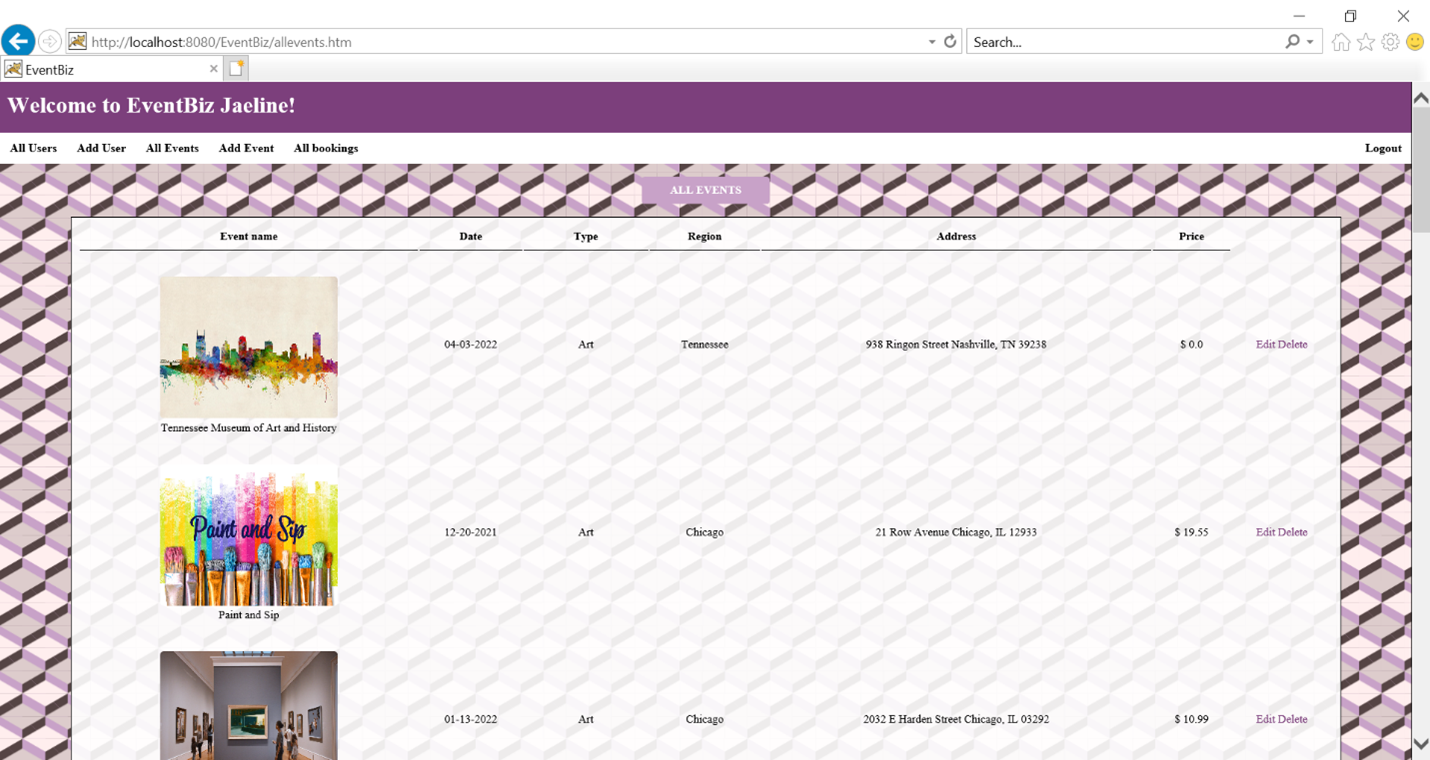 http://localhost:8080/EventBiz/allevents.htm
Search...
EventBiz
Welcome to EventBiz Jaeline!
All Users Add User All Events Add Event All bookings Logout
ALL EVENTS
Event name Date Type Region Address Price
04-03-2022 Art Tennessee 938 Ringon Street Nashville, TN 39238 $ 0.0 Edit Delete
Tennessee Museum of Art and History
Paint and Sip
12-20-2021 Art Chicago 21 Row Avenue Chicago, IL 12933 $ 19.55 Edit Delete
Paint and Sip
01-13-2022 Art Chicago 2032 E Harden Street Chicago, IL 03292 $ 10.99 Edit Delete